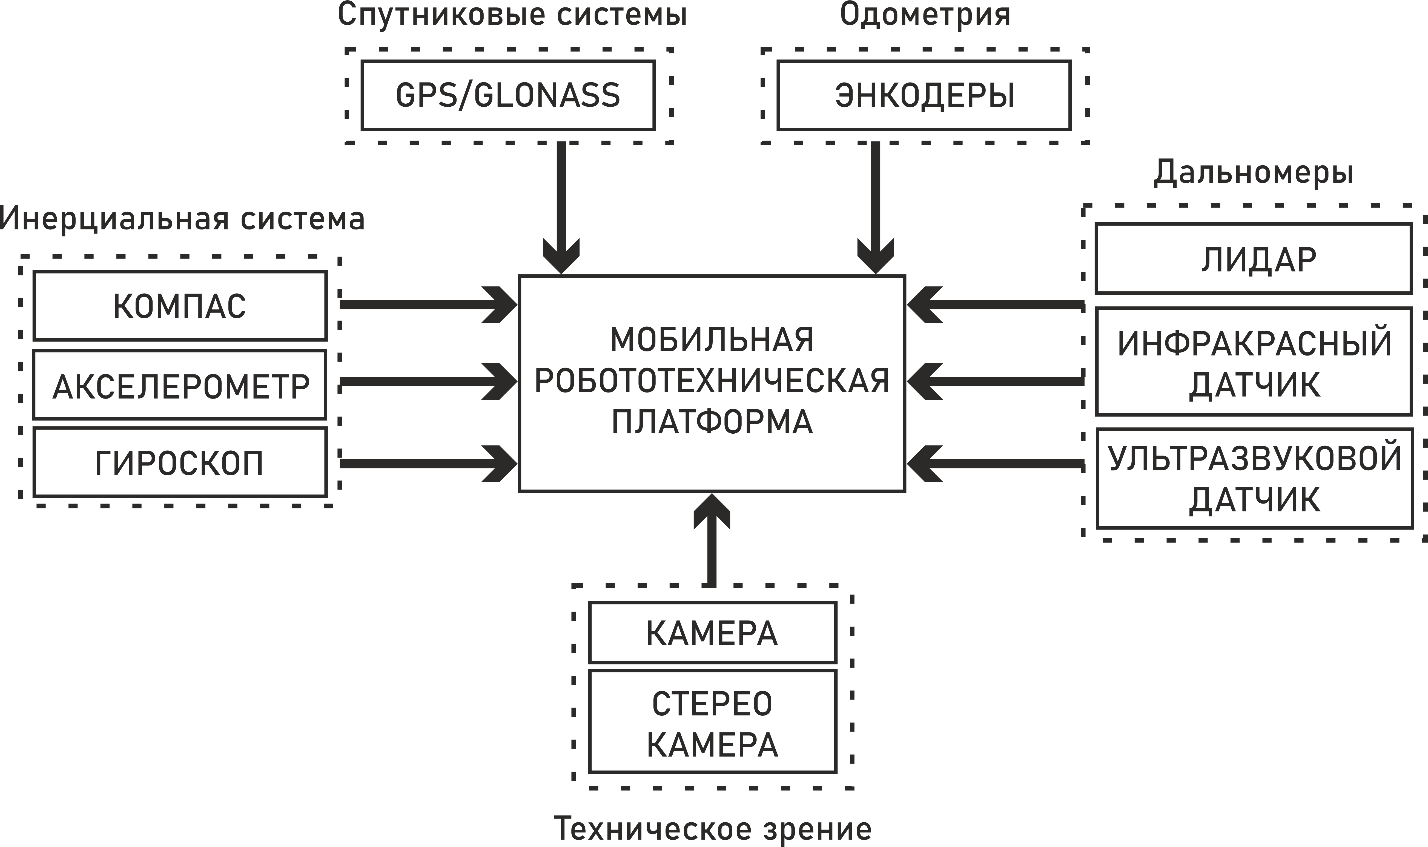 Спутниковые системы
GPS/GLONASS
Одометрия
ЭНКОДЕРЫ
Инерциальная система
КОМПАС
АКСЕЛЕРОМЕТР
ГИРОСКОП
МОБИЛЬНАЯ
РОБОТОТЕХНИЧЕСКАЯ
ПЛАТФОРМА
Дальномеры
ЛИДАР
ИНФРАКРАСНЫЙ
ДАТЧИК
УЛЬТРАЗВУКОВОЙ
ДАТЧИК
КАМЕРА
СТЕРЕО
КАМЕРА
Техническое зрение